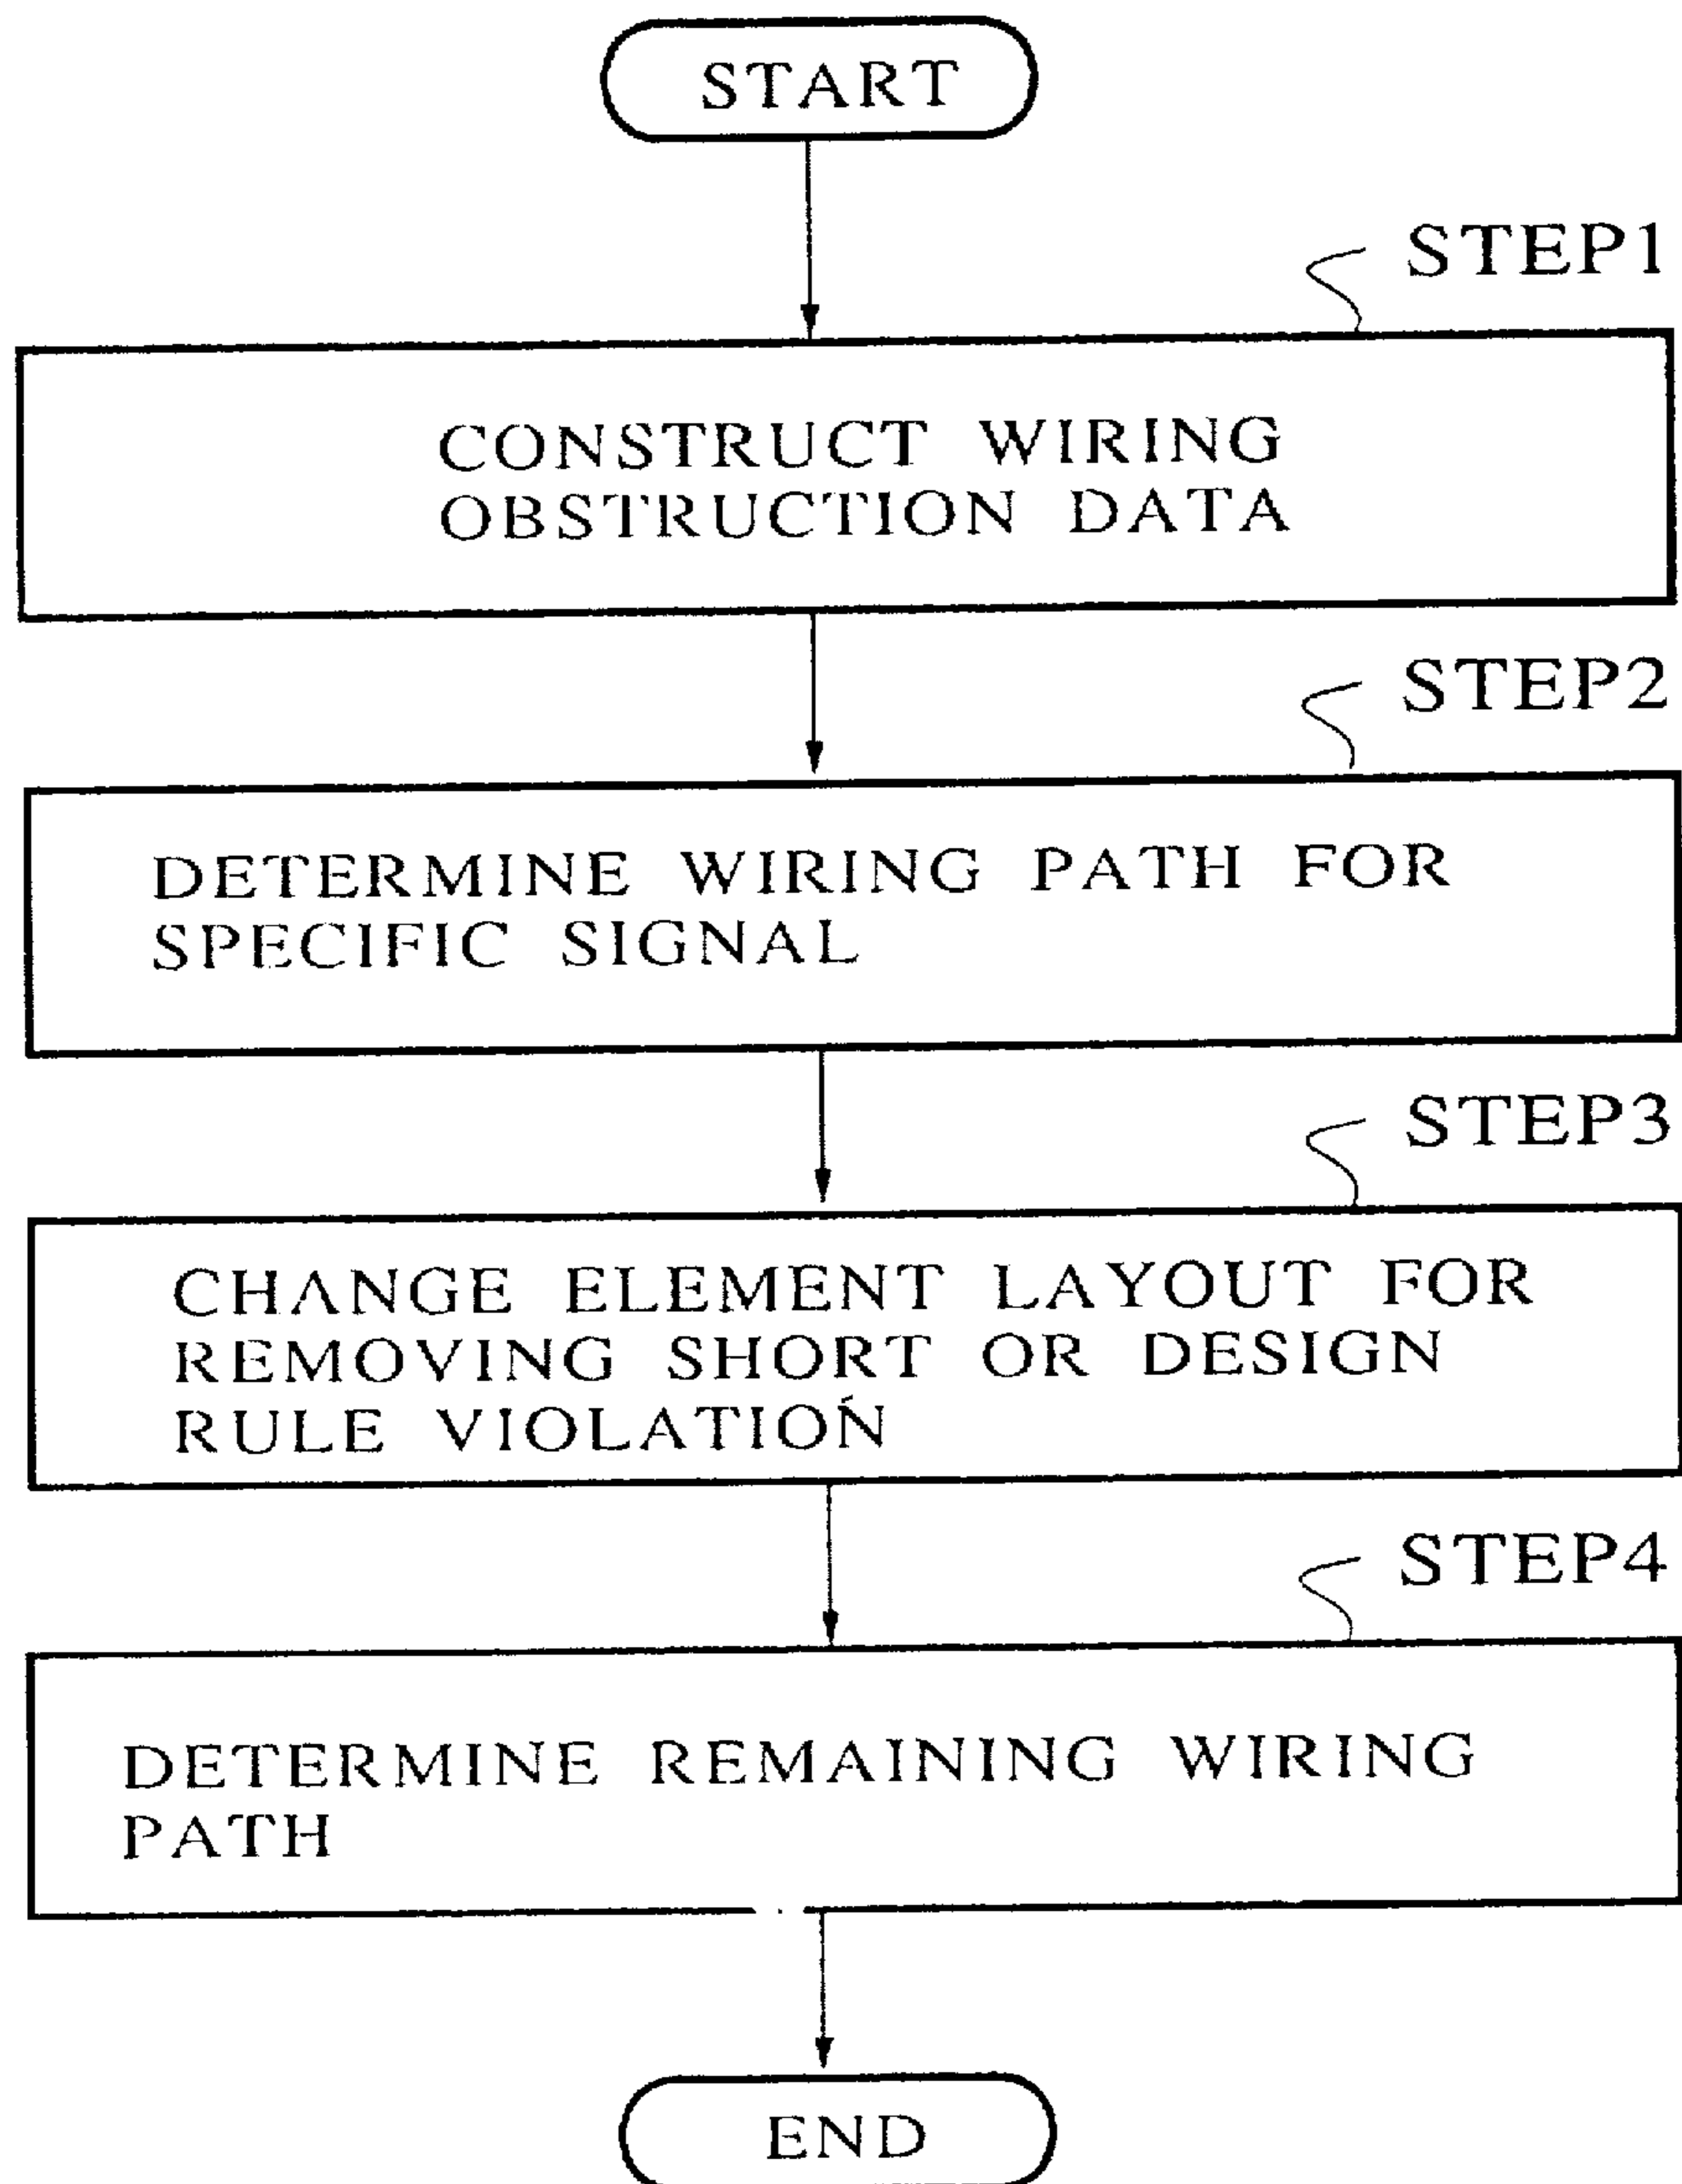 START
STEP1
CONSTRUCT WIRING
OBSTRUCTION DATA
STEP2
DETERMINE WIRING PATH FOR
SPECIFIC SIGNAL
STEP3
CHANGE ELEMENT LAYOUT FOR
REMOVING SHORT OR DESIGN
RULE VIOLATION
STEP4
DETERMINE REMAINING WIRING
PATH
END